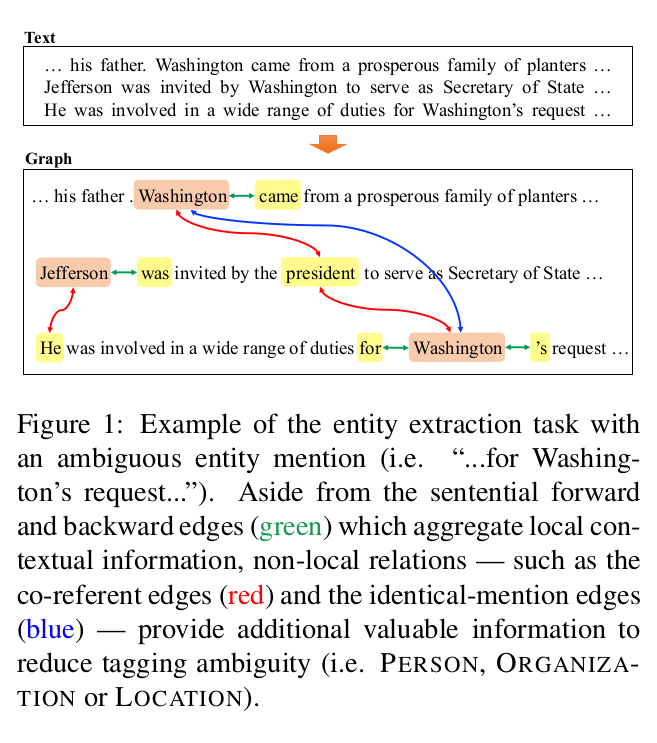 Text
… his father. Washington came from a prosperous family of planters …
Jefferson was invited by Washington to serve as Secretary of State …
He was involved in a wide range of duties for Washington's request …
Graph
… his father . Washington came from a prosperous family of planters …
Jefferson was invited by the president to serve as Secretary of State …
He was involved in a wide range of duties for Washington 's request …
Figure 1: Example of the entity extraction task with
an ambiguous entity mention (i.e. “...for Washing-
ton's request...”). Aside from the sentential forward
and backward edges (green) which aggregate local con-
textual information, non-local relations — such as the
co-referent edges (red) and the identical-mention edges
(blue) — provide additional valuable information to
reduce tagging ambiguity (i.e. PERSON, ORGANIZA-
TION or LOCATION).